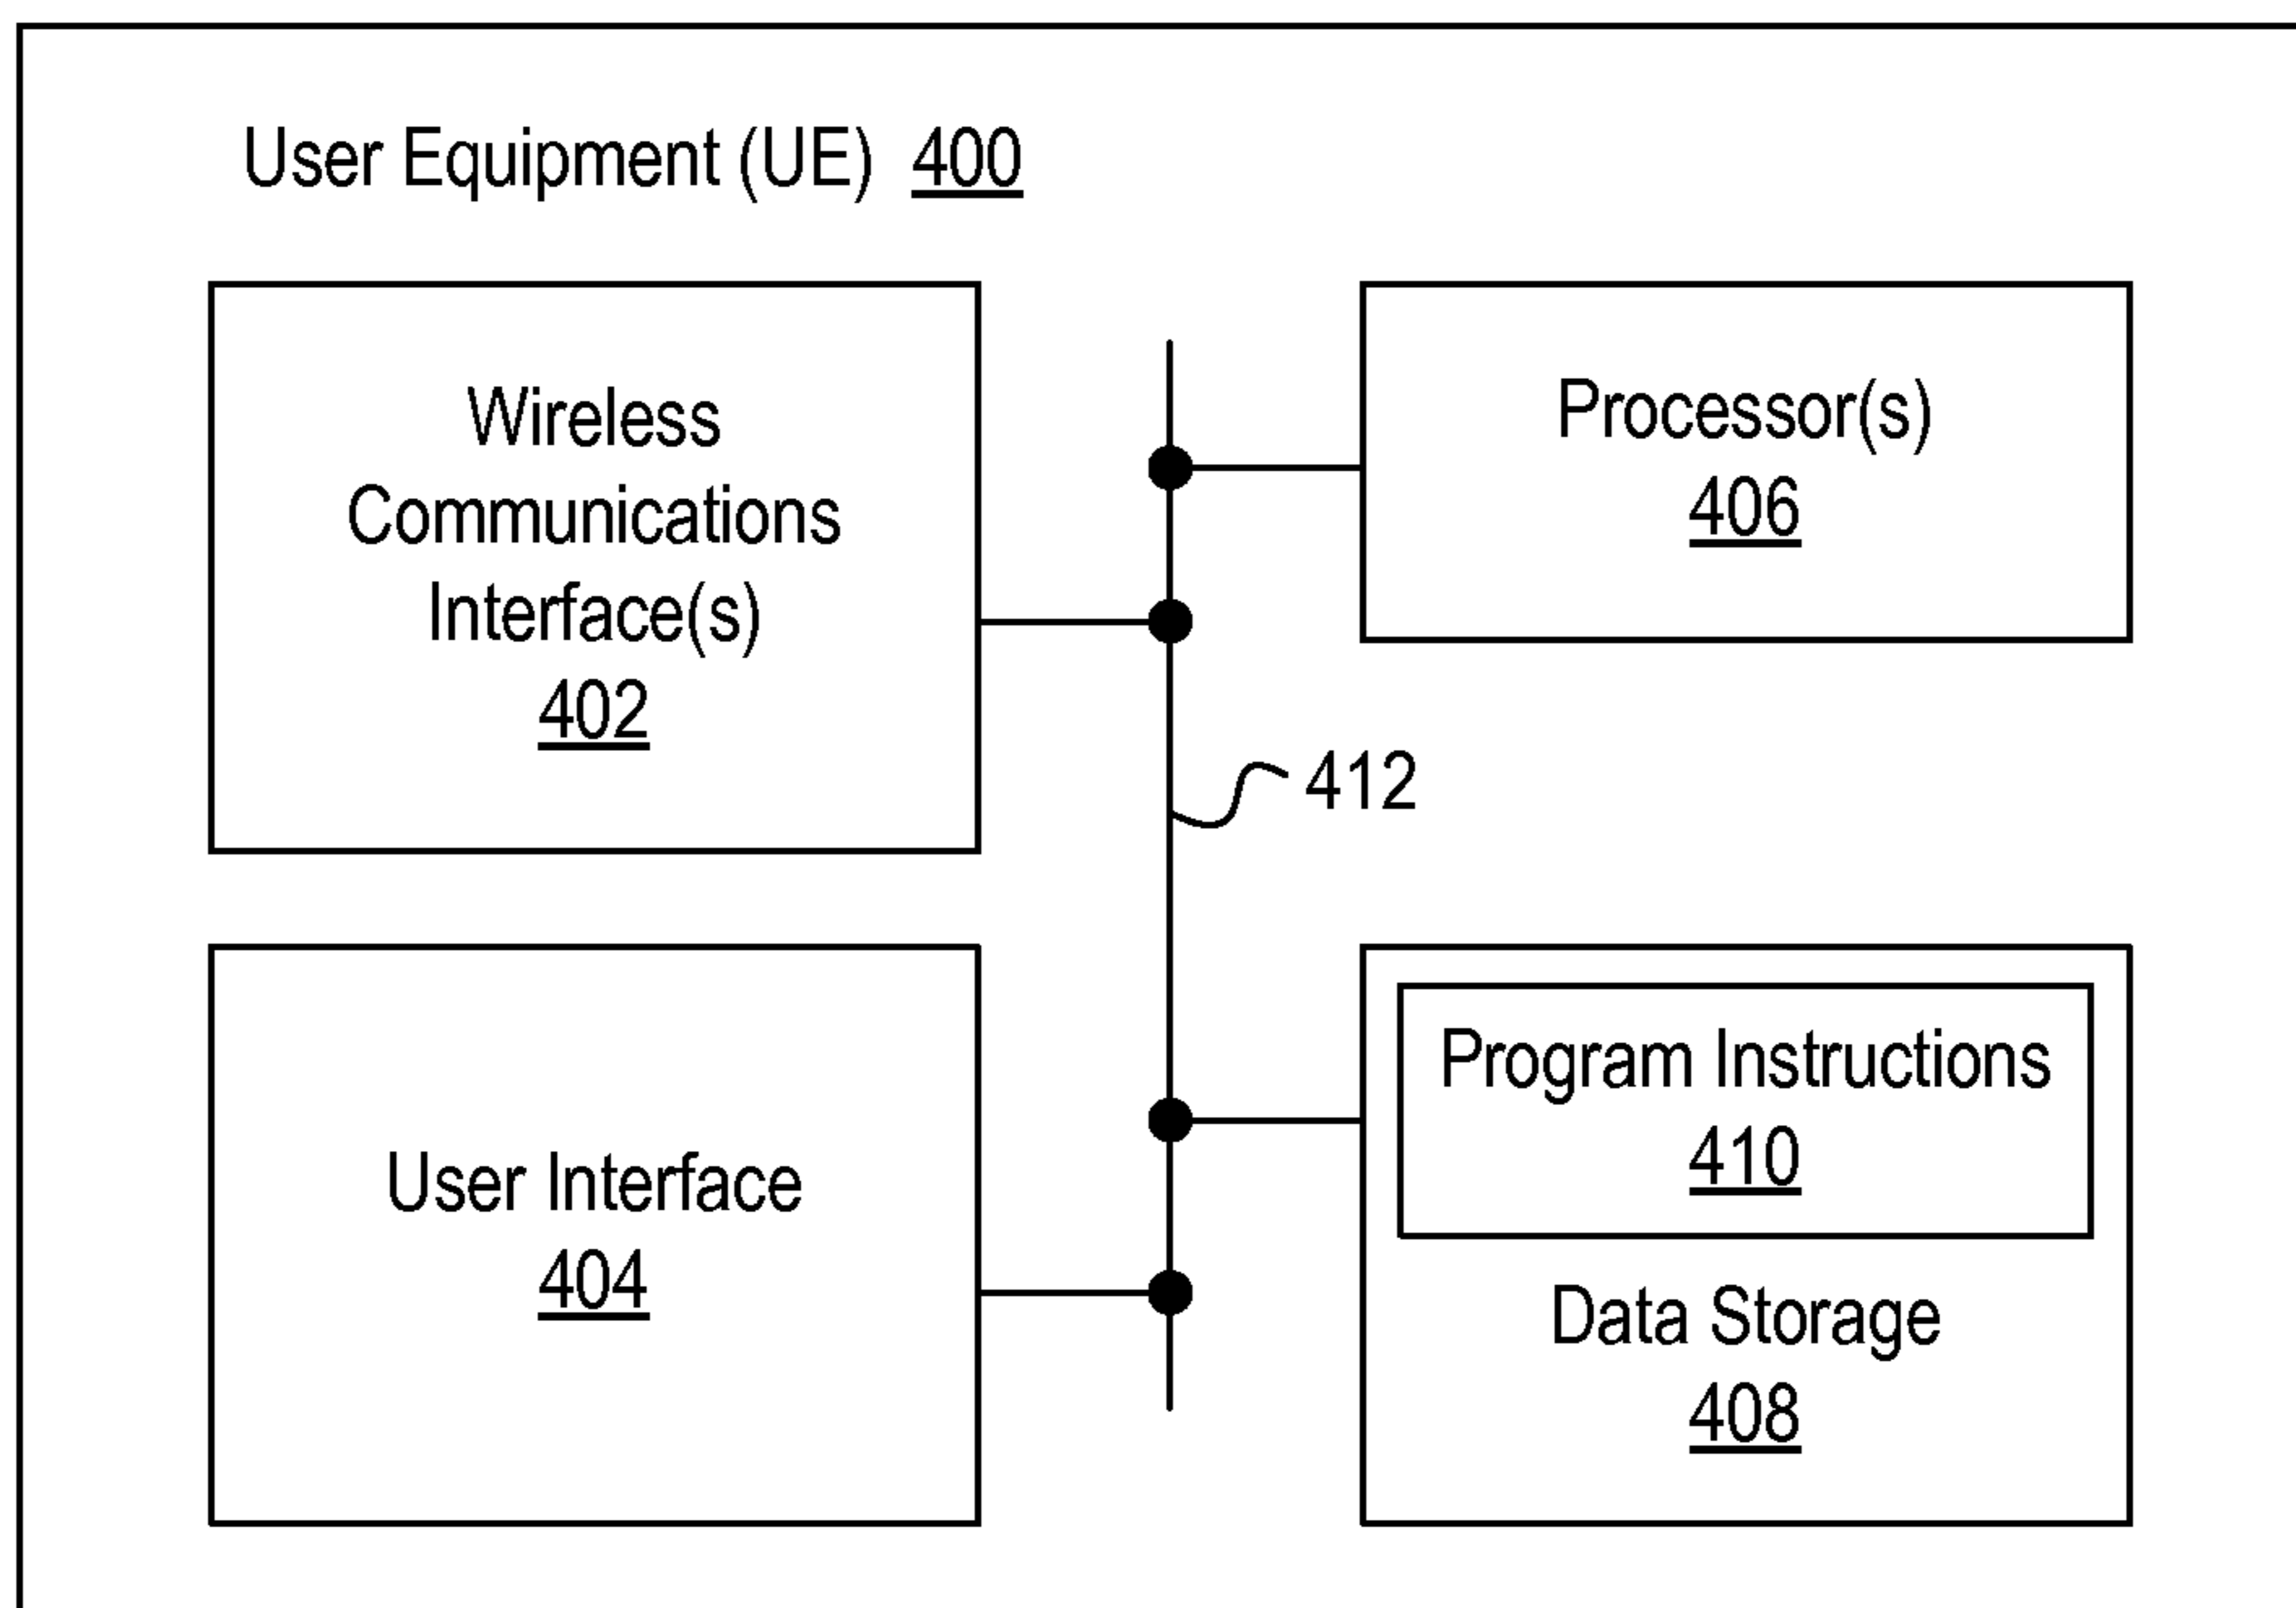 User Equipment (UE) 400
Wireless
Communications
Interface(s)
402
Processor(s)
406
412
User Interface
404
Program Instructions
410
Data Storage
408